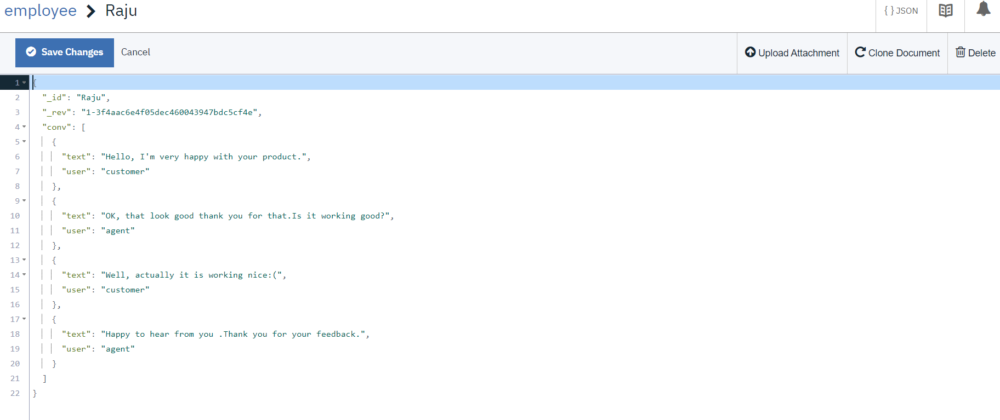 employee > Raju
{ } JSON
Save Changes Cancel Upload Attachment Clone Document Delete
1 {
2 "_id": "Raju",
3 "_rev": "1-3f4aac6e4f05dec460043947bdc5cf4e",
4 "conv": [
5 {
6 "text": "Hello, I'm very happy with your product.",
7 "user": "customer"
8 },
9 {
10 "text": "OK, that look good thank you for that.Is it working good?",
11 "user": "agent"
12 },
13 {
14 "text": "Well, actually it is working nice:(",
15 "user": "customer"
16 },
17 {
18 "text": "Happy to hear from you .Thank you for your feedback.",
19 "user": "agent"
20 }
21 ]
22 }